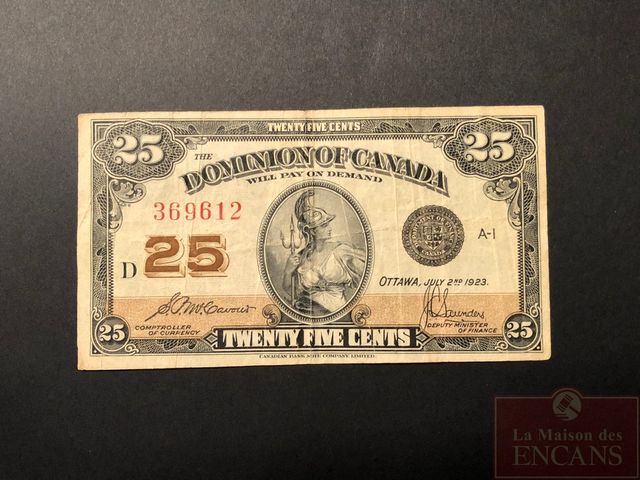 TWENTY FIVE CENTS
25
25
THE
DOMINION OF CANADA
WILL PAY ON DEMAND
369612
A-1
D 25
OTTAWA, JULY 2ND 1923.
COMPTROLLER
OF CURRENCY
J.C. Saunders
DEPUTY MINISTER
OF FINANCE
25
TWENTY FIVE CENTS
25
CANADIAN BANK NOTE COMPANY LIMITED.
La Maison des
ENCANS